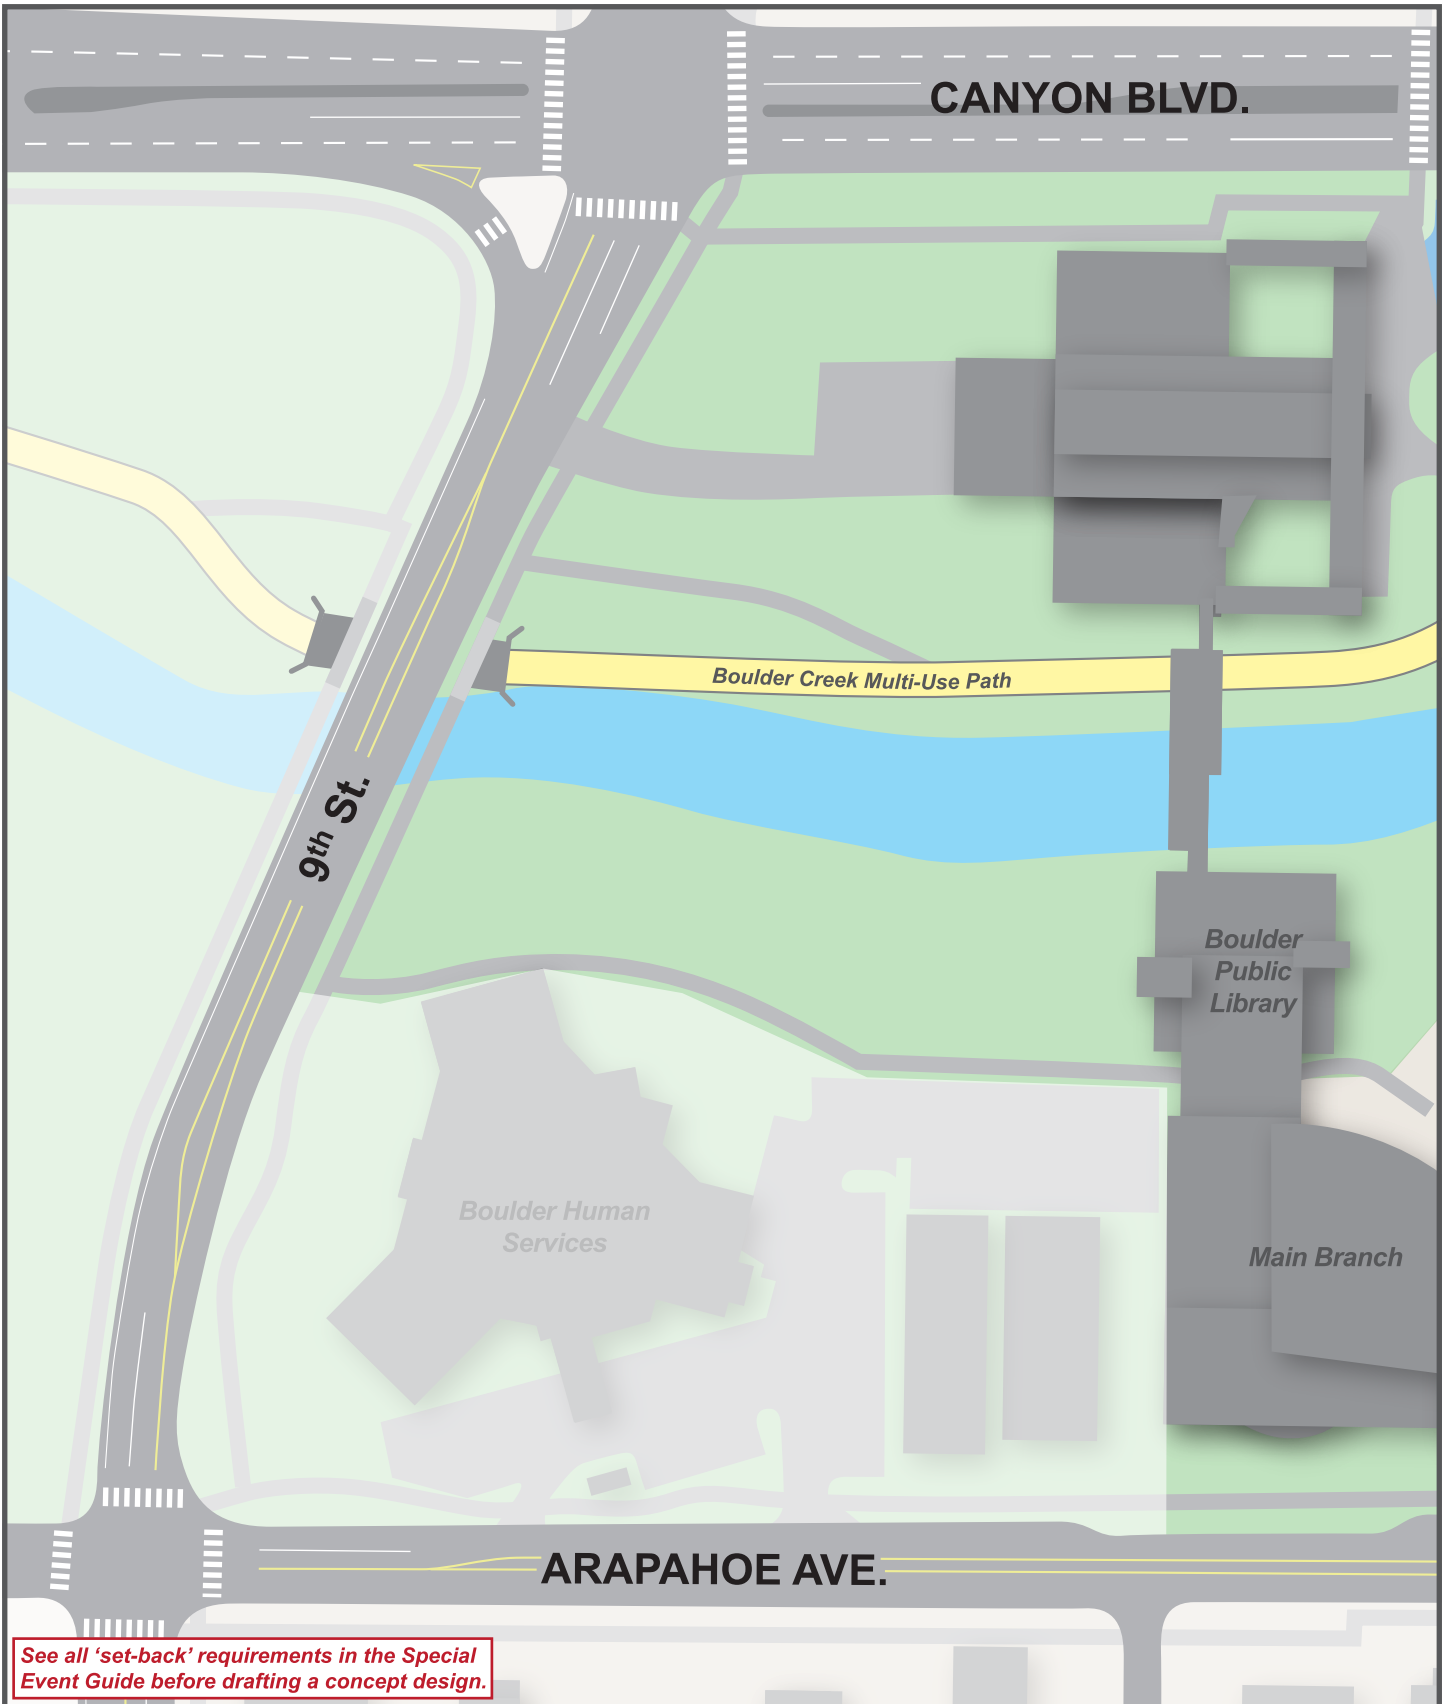 CANYON BLVD.
Boulder Creek Multi-Use Path
9th St.
Boulder
Public
Library
Boulder Human
Services
Main Branch
ARAPAHOE AVE.
See all ‘set-back’ requirements in the Special
Event Guide before drafting a concept design.